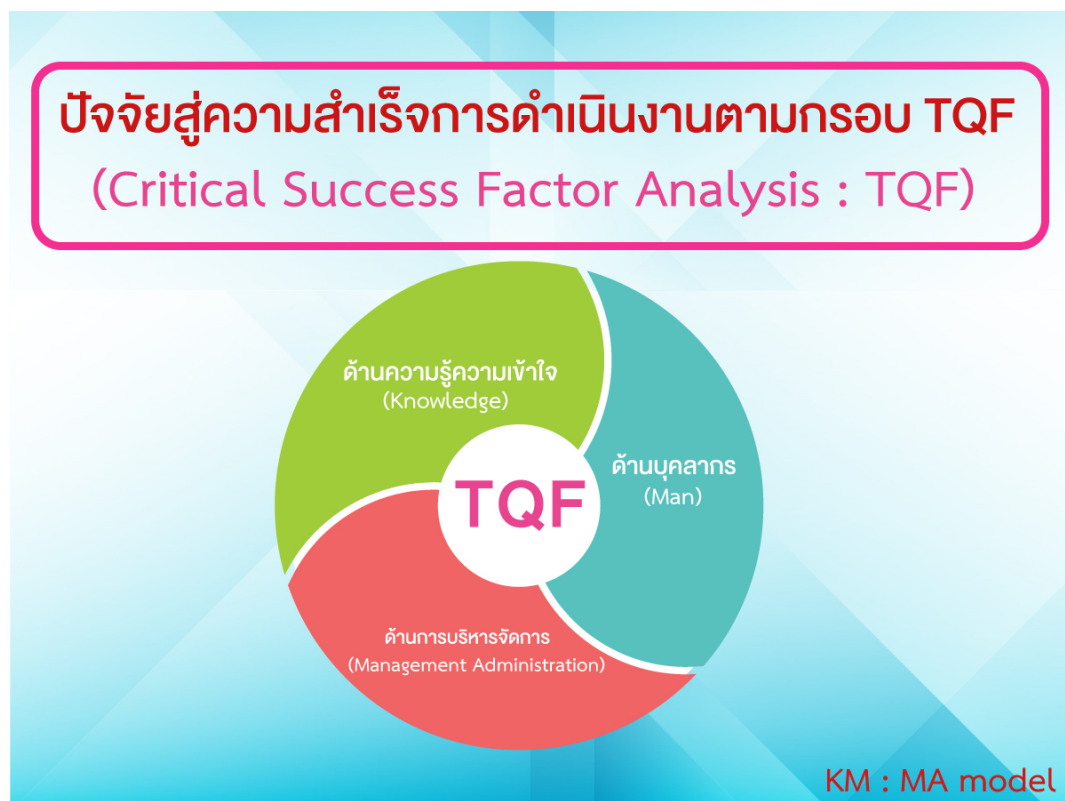 ปัจจัยสู่ความสำเร็จการดำเนินงานตามกรอบ TQF
(Critical Success Factor Analysis : TQF)
ด้านความรู้ความเข้าใจ
(Knowledge)
ด้านบุคลากร
(Man)
TQF
ด้านการบริหารจัดการ
(Management Administration)
KM : MA model